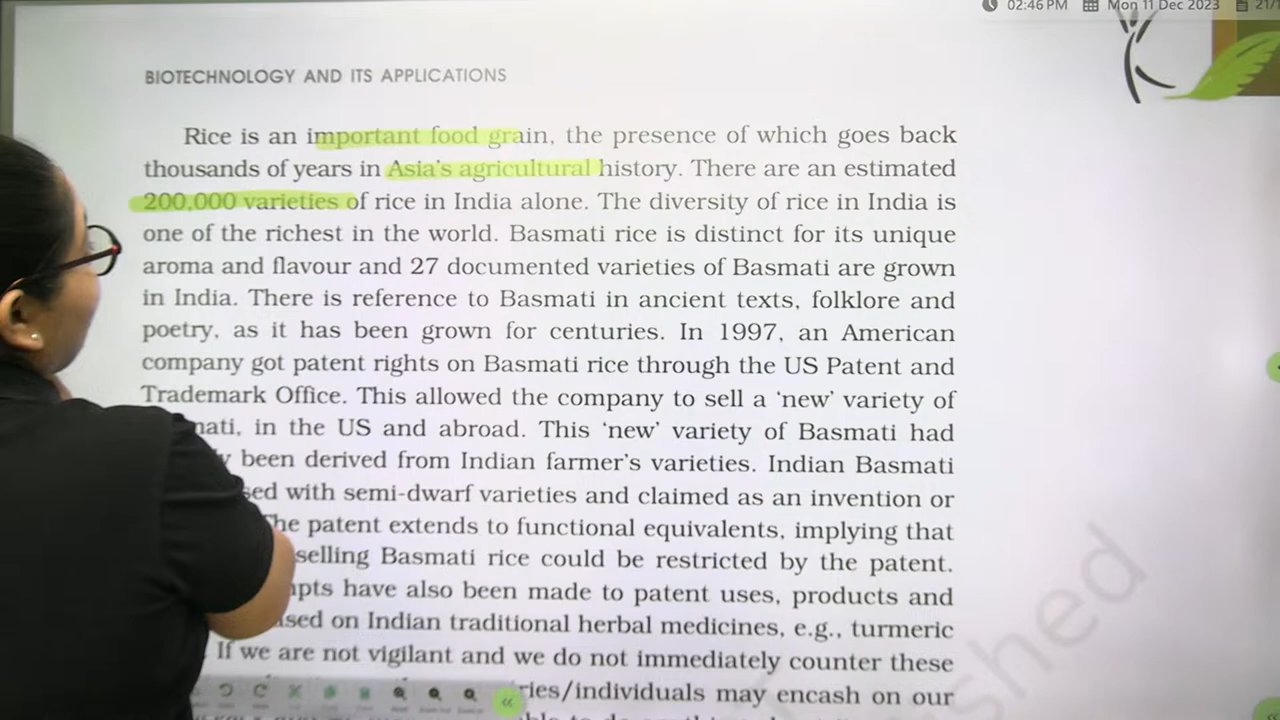 02:46 PM Mon 11 Dec 2023 21/1
BIOTECHNOLOGY AND ITS APPLICATIONS
Rice is an important food grain, the presence of which goes back
thousands of years in Asia's agricultural history. There are an estimated
200,000 varieties of rice in India alone. The diversity of rice in India is
one of the richest in the world. Basmati rice is distinct for its unique
aroma and flavour and 27 documented varieties of Basmati are grown
in India. There is reference to Basmati in ancient texts, folklore and
poetry, as it has been grown for centuries. In 1997, an American
company got patent rights on Basmati rice through the US Patent and
Trademark Office. This allowed the company to sell a 'new' variety of
mati, in the US and abroad. This 'new' variety of Basmati had
y been derived from Indian farmer's varieties. Indian Basmati
sed with semi-dwarf varieties and claimed as an invention or
The patent extends to functional equivalents, implying that
selling Basmati rice could be restricted by the patent.
mpts have also been made to patent uses, products and
ased on Indian traditional herbal medicines, e.g., turmeric
If we are not vigilant and we do not immediately counter these
ries/individuals may encash on our
shed